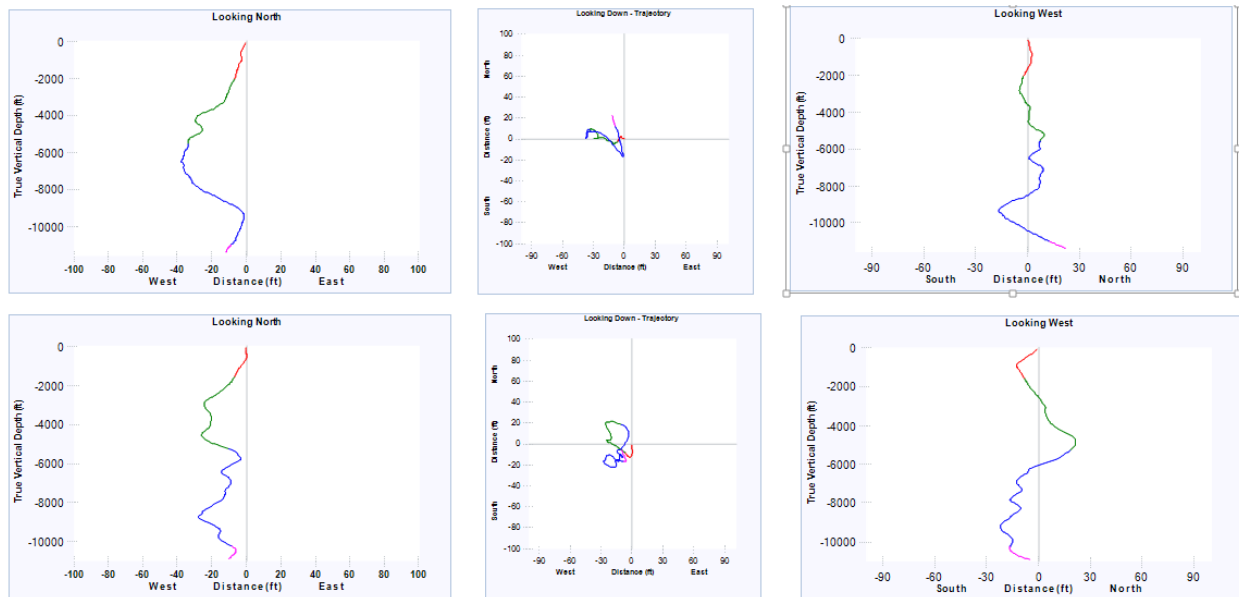 Looking North
True Vertical Depth (ft)
0
-2000
-4000
-6000
-8000
-10000
-100 -80 -60 -40 -20 0 20 40 60 80 100
West Distance (ft) East
Looking Down - Trajectory
North
Distance (ft)
South
100
80
60
40
20
0
-20
-40
-60
-80
-100
-90 -60 -30 0 30 60 90
West Distance (ft) East
Looking West
True Vertical Depth (ft)
0
-2000
-4000
-6000
-8000
-10000
-90 -60 -30 0 30 60 90
South Distance (ft) North
Looking North
True Vertical Depth (ft)
0
-2000
-4000
-6000
-8000
-10000
-100 -80 -60 -40 -20 0 20 40 60 80 100
West Distance (ft) East
Looking Down - Trajectory
North
Distance (ft)
South
100
80
60
40
20
0
-20
-40
-60
-80
-100
-90 -60 -30 0 30 60 90
West Distance (ft) East
Looking West
True Vertical Depth (ft)
0
-2000
-4000
-6000
-8000
-10000
-90 -60 -30 0 30 60 90
South Distance (ft) North